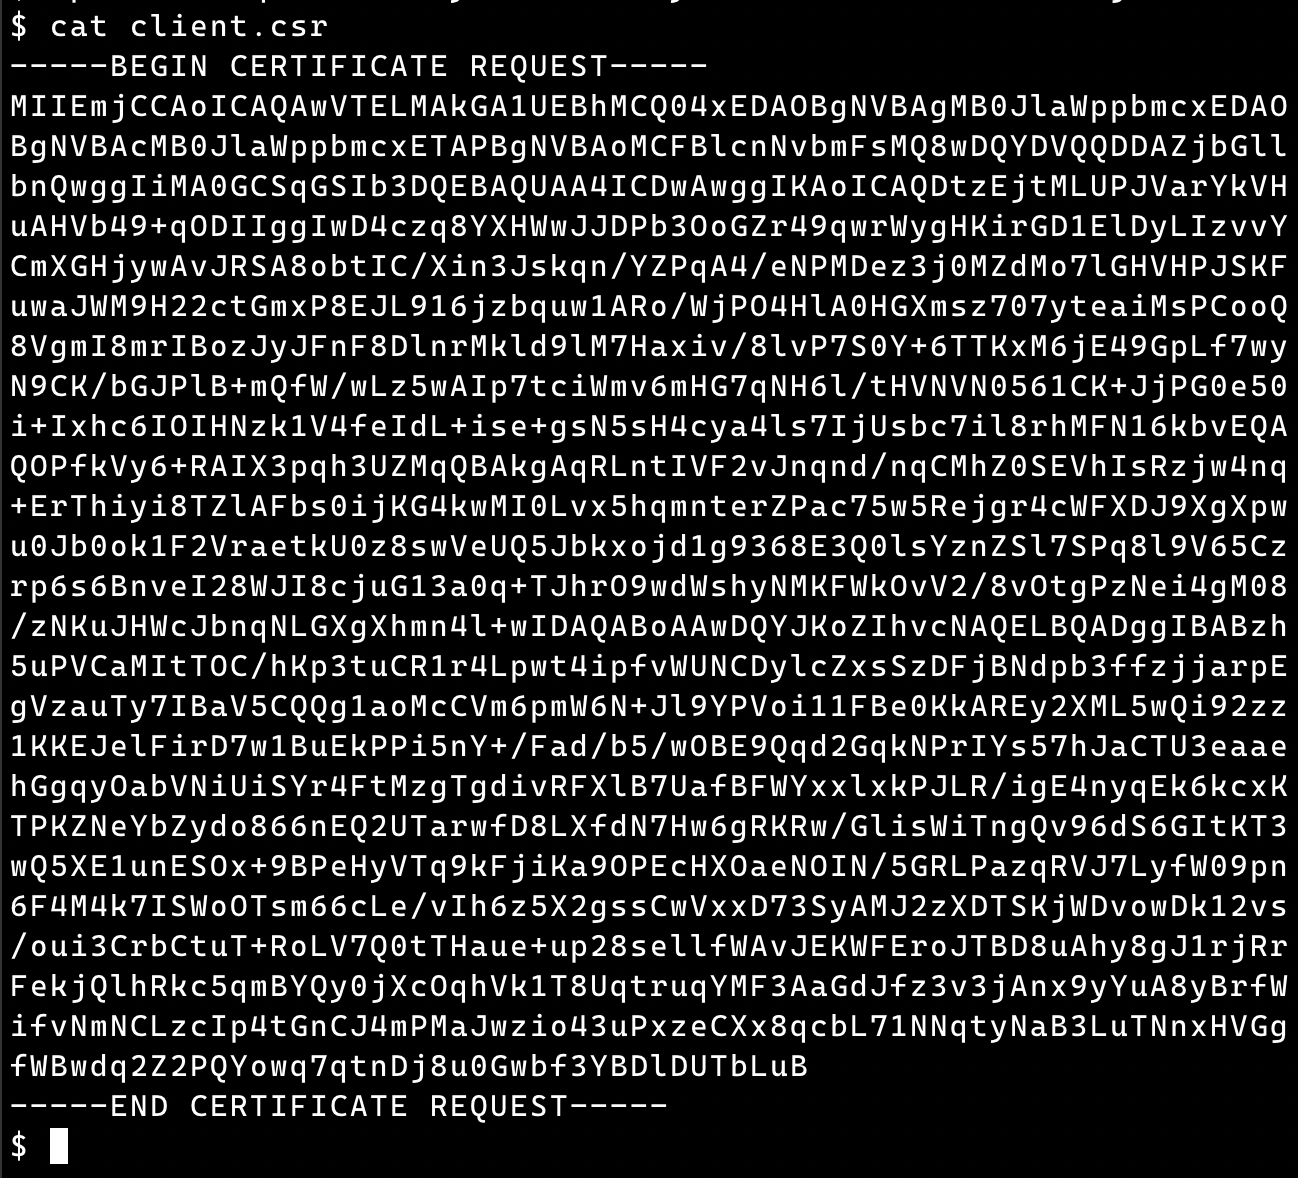 $ cat client.csr
-----BEGIN CERTIFICATE REQUEST-----
MIIEmjCCAoICAQAwVTELMAkGA1UEBhMCQ04xEDAOBgNVBAgMB0JlaWppbmcxEDAO
BgNVBAcMB0JlaWppbmcxETAPBgNVBAoMCFBlcnNvbmFsMQ8wDQYDVQQDDAZjbGll
bnQwggIiMA0GCSqGSIb3DQEBAQUAA4ICDwAwggIKAoICAQDtzEjtMLUPJVarYkVH
uAHVb49+qODIIggIwD4czq8YXHWwJJDPb3OoGZr49qwrWygHKirGD1ElDyLIzvvY
CmXGHjywAvJRSA8obtIC/Xin3Jskqn/YZPqA4/eNPMDez3j0MZdMo7lGHVHPJSKF
uwaJWM9H22ctGmxP8EJL916jzbquw1ARo/WjPO4HlA0HGXmsz707yteaiMsPCooQ
8VgmI8mrIBozJyJFnF8DlnrMkld9lM7Haxiv/8lvP7S0Y+6TTKxM6jE49GpLf7wy
N9CK/bGJPlB+mQfW/wLz5wAIp7tciWmv6mHG7qNH6l/tHVNVN0561CK+JjPG0e50
i+Ixhc6IOIHNzk1V4feIdL+ise+gsN5sH4cya4ls7IjUsbc7il8rhMFN16kbvEQA
QOPfkVy6+RAIX3pqh3UZMqQBAkgAqRLntIVF2vJnqnd/nqCMhZ0SEVhIsRzjw4nq
+ErThiyi8TZlAFbs0ijKG4kwMI0Lvx5hqmnterZPac75w5Rejgr4cWFXDJ9XgXpw
u0Jb0ok1F2VraetkU0z8swVeUQ5Jbkxojd1g9368E3Q0lsYznZSl7SPq8l9V65Cz
rp6s6BnveI28WJI8cjuG13a0q+TJhrO9wdWshyNMKFWkOvV2/8vOtgPzNei4gM08
/zNKuJHWcJbnqNLGXgXhmn4l+wIDAQABoAAwDQYJKoZIhvcNAQELBQADggIBABzh
5uPVCaMItTOC/hKp3tuCR1r4Lpwt4ipfvWUNCDylcZxsSzDFjBNdpb3ffzjjarpE
gVzauTy7IBaV5CQQg1aoMcCVm6pmW6N+Jl9YPVoi11FBe0KkAREy2XML5wQi92zz
1KKEJelFirD7w1BuEkPPi5nY+/Fad/b5/wOBE9Qqd2GqkNPrIYs57hJaCTU3eaae
hGgqyOabVNiUiSYr4FtMzgTgdivRFXlB7UafBFWYxxlxkPJLR/igE4nyqEk6kcxK
TPKZNeYbZydo866nEQ2UTarwfD8LXfdN7Hw6gRKRw/GlisWiTngQv96dS6GItKT3
wQ5XE1unESOx+9BPeHyVTq9kFjiKa9OPEcHXOaeNOIN/5GRLPazqRVJ7LyfW09pn
6F4M4k7ISWoOTsm66cLe/vIh6z5X2gssCwVxxD73SyAMJ2zXDTSKjWDvowDk12vs
/oui3CrbCtuT+RoLV7Q0tTHaue+up28sellfWAvJEKWFEroJTBD8uAhy8gJ1rjRr
FekjQlhRkc5qmBYQy0jXcOqhVk1T8UqtruqYMF3AaGdJfz3v3jAnx9yYuA8yBrfW
ifvNmNCLzcIp4tGnCJ4mPMaJwzio43uPxzeCXx8qcbL71NNqtyNaB3LuTNnxHVGg
fWBwdq2Z2PQYowq7qtnDj8u0Gwbf3YBDlDUTbLuB
-----END CERTIFICATE REQUEST-----
$